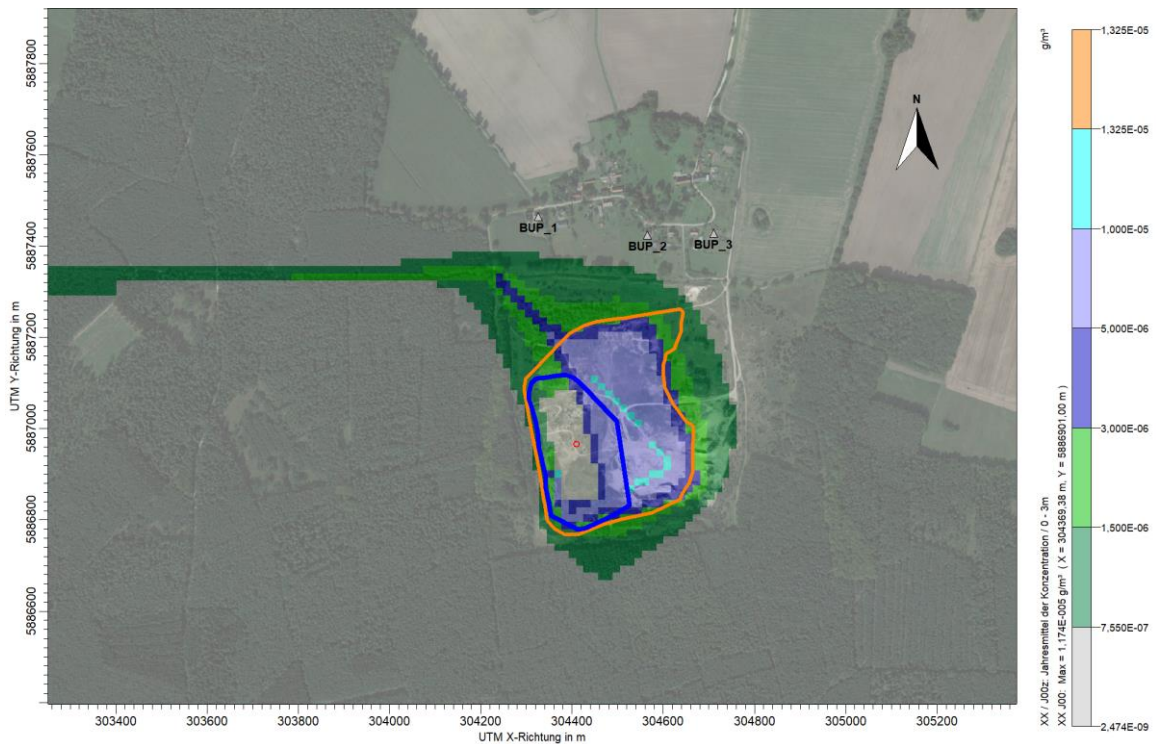 UTM Y-Richtung in m
5887800
5887600
5887400
5887200
5887000
5886800
5886600
N
BUP_1
BUP_2
BUP_3
303400
303600
303800
304000
304200
304400
304600
304800
305000
305200
UTM X-Richtung in m
g/m³
XX / J00z: Jahresmittel der Konzentration / 0 - 3m
XX J00: Max = 1,174E-005 g/m³ ( X = 304369,38 m, Y = 5886901,00 m )
1,325E-05
1,325E-05
1,000E-05
5,000E-06
3,000E-06
1,500E-06
7,550E-07
2,474E-09